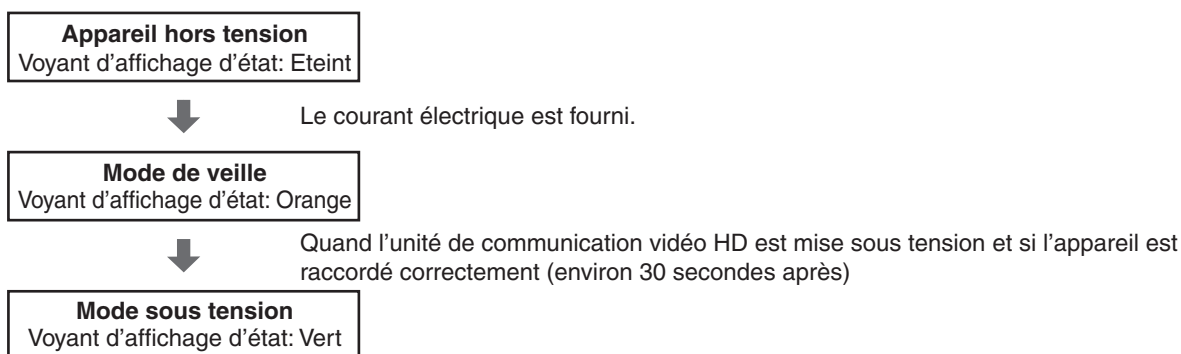 Appareil hors tension
Voyant d’affichage d’état: Eteint
Le courant électrique est fourni.
Mode de veille
Voyant d’affichage d’état: Orange
Quand l’unité de communication vidéo HD est mise sous tension et si l’appareil est
raccordé correctement (environ 30 secondes après)
Mode sous tension
Voyant d’affichage d’état: Vert